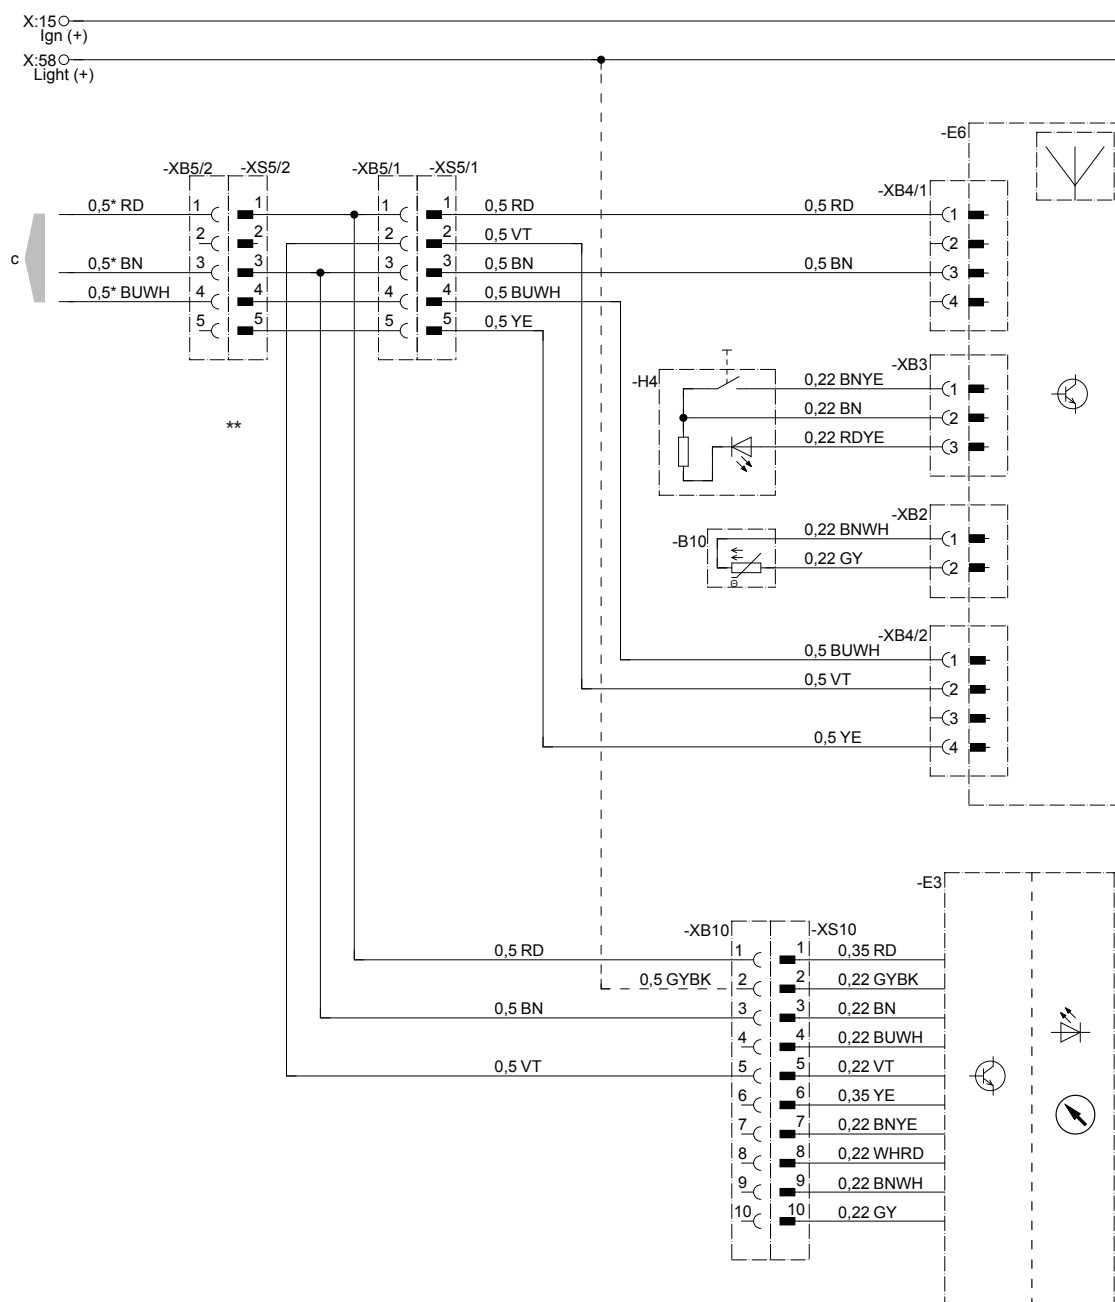 X:15
Ign (+)
X:58
Light (+)
-E6
-XB5/2 -XS5/2 -XB5/1 -XS5/1
-XB4/1
c
0,5* RD 1 1 1 1 0,5 RD 0,5 RD 1
2 2 2 2 0,5 VT 2
0,5* BN 3 3 3 3 0,5 BN 0,5 BN 3
0,5* BUWH 4 4 4 4 0,5 BUWH 4
5 5 5 5 0,5 YE
**
-H4
-XB3
0,22 BNYE 1
0,22 BN 2
0,22 RDYE 3
-B10
-XB2
0,22 BNWH 1
0,22 GY 2
-XB4/2
0,5 BUWH 1
0,5 VT 2
3
0,5 YE 4
-E3
-XB10 -XS10
0,5 RD 1 1 0,35 RD
0,5 GYBK 2 2 0,22 GYBK
0,5 BN 3 3 0,22 BN
4 4 0,22 BUWH
0,5 VT 5 5 0,22 VT
6 6 0,35 YE
7 7 0,22 BNYE
8 8 0,22 WHRD
9 9 0,22 BNWH
10 10 0,22 GY